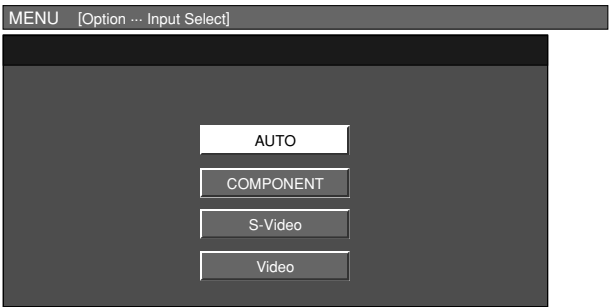 MENU [Option ··· Input Select]
AUTO
COMPONENT
S-Video
Video